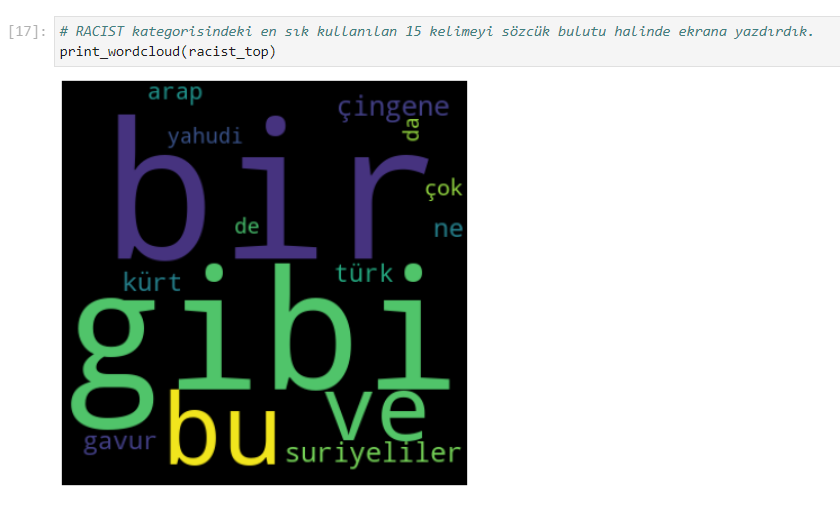 [17]: # RACIST kategorisindeki en sık kullanılan 15 kelimeyi sözcük bulutu halinde ekrana yazdırdık.
print_wordcloud(racist_top)
arap
çingene
da
yahudi
bir
çok
de
ne
kürt
türk
gibi
bu
ve
gavur
suriyeliler